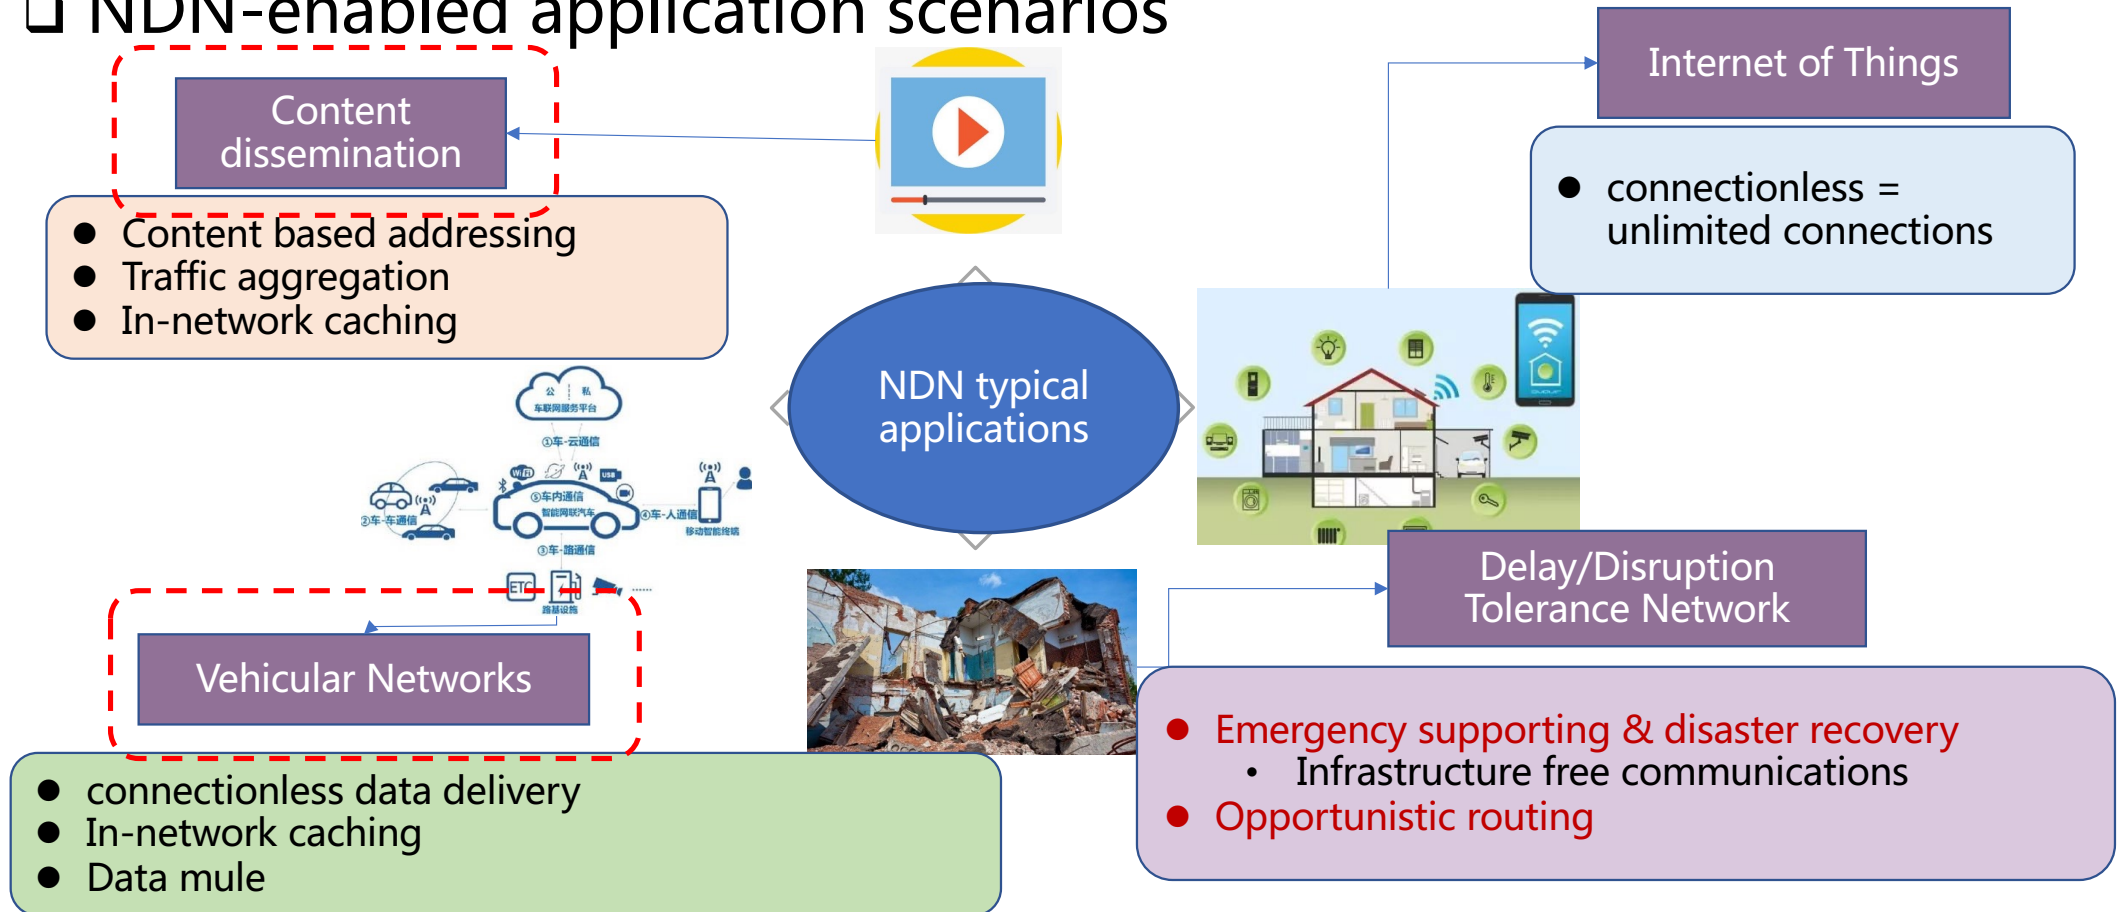 ❑ NDN-enabled application scenarios
Content
dissemination
● Content based addressing
● Traffic aggregation
● In-network caching
Internet of Things
● connectionless =
unlimited connections
NDN typical
applications
公 私
车联网服务平台
①车-云通信
WiFi
USB
⑤车内通信
智能网联汽车
②车-车通信
④车-人通信
移动智能终端
③车-路通信
ETC
路基设施
......
Vehicular Networks
● connectionless data delivery
● In-network caching
● Data mule
Delay/Disruption
Tolerance Network
● Emergency supporting & disaster recovery
• Infrastructure free communications
● Opportunistic routing